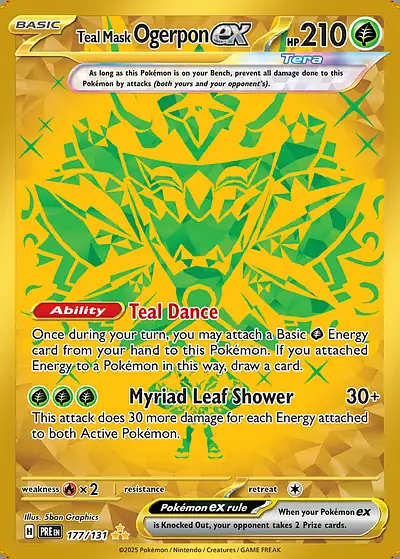 BASIC Teal Mask Ogerpon ex HP 210
Tera
As long as this Pokémon is on your Bench, prevent all damage done to this
Pokémon by attacks (both yours and your opponent's).
Ability Teal Dance
Once during your turn, you may attach a Basic Energy
card from your hand to this Pokémon. If you attached
Energy to a Pokémon in this way, draw a card.
Myriad Leaf Shower 30+
This attack does 30 more damage for each Energy attached
to both Active Pokémon.
weakness ×2 resistance retreat
Illus. 5ban Graphics
Pokémon ex rule When your Pokémon ex
is Knocked Out, your opponent takes 2 Prize cards.
H PRE EN 177/131
©2025 Pokémon / Nintendo / Creatures / GAME FREAK